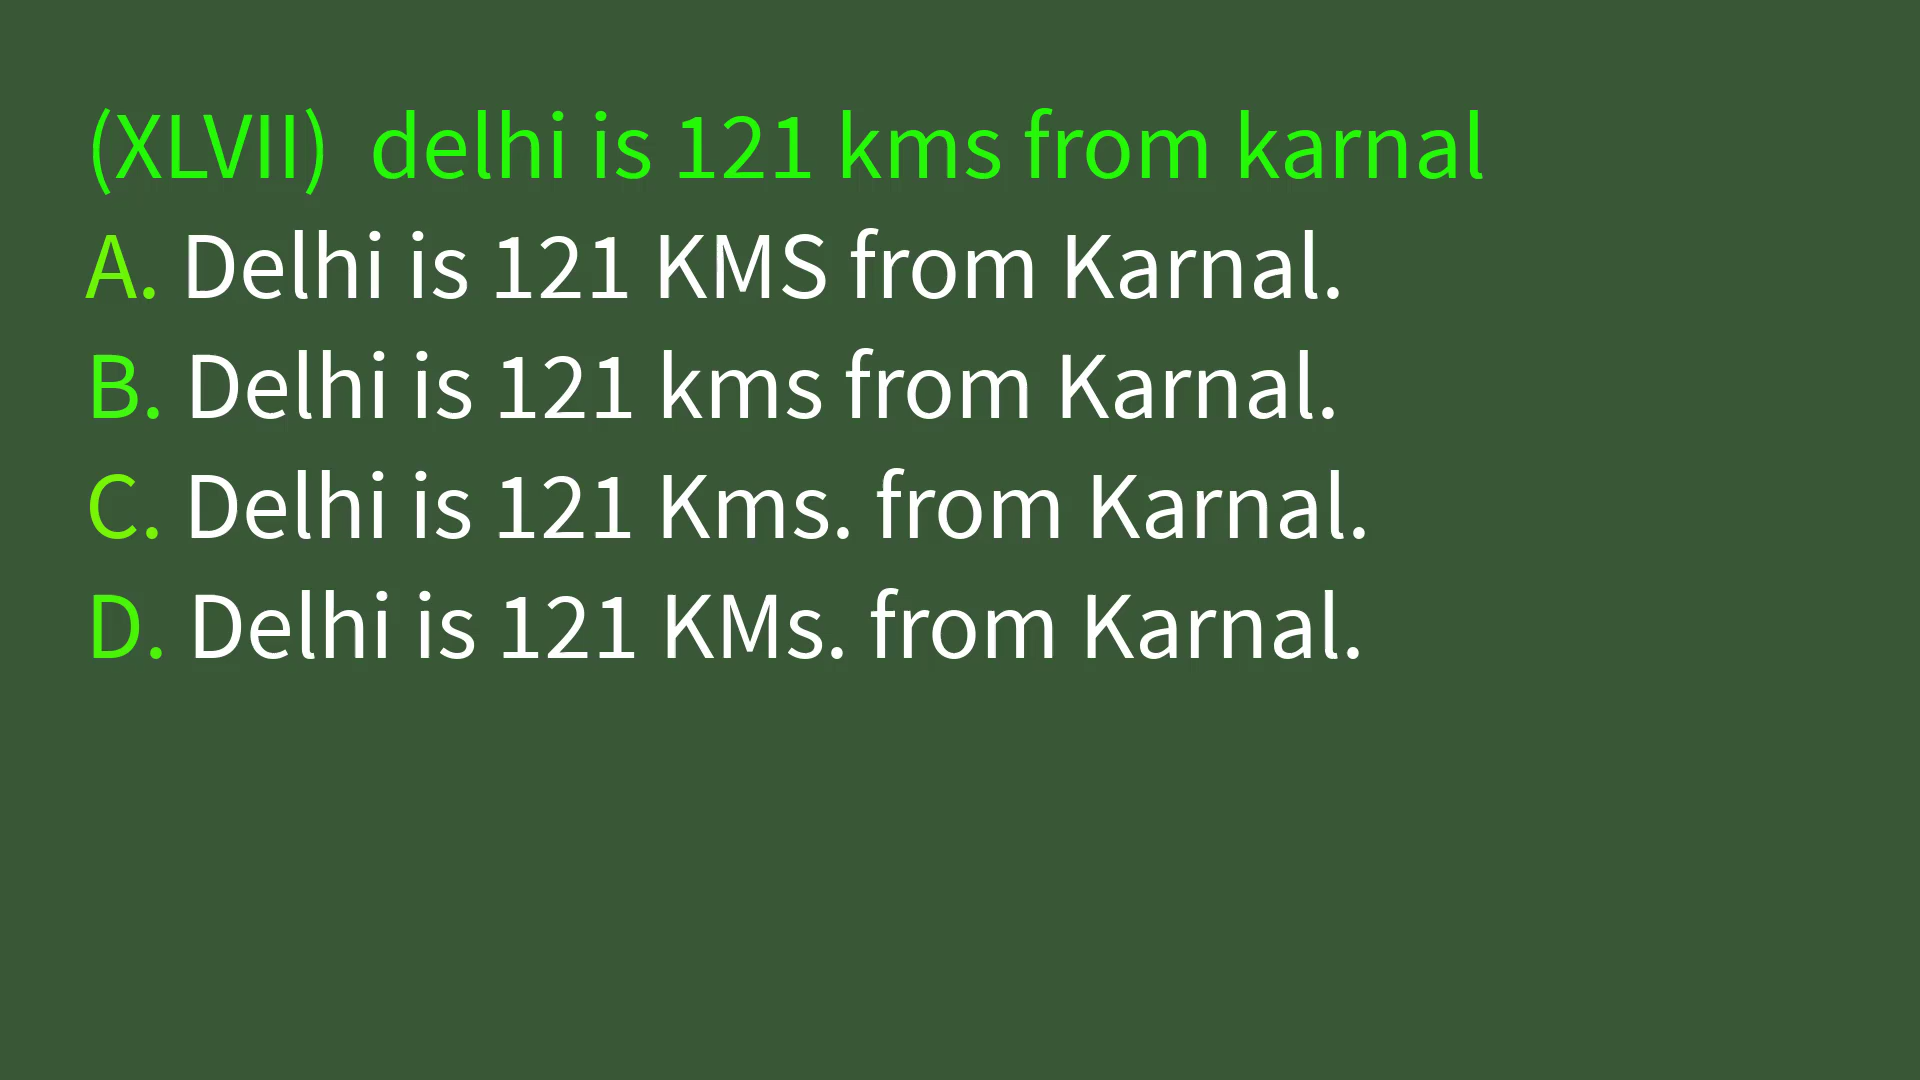 (XLVII)  delhi is 121 kms from karnal
A. Delhi is 121 KMS from Karnal.
B. Delhi is 121 kms from Karnal.
C. Delhi is 121 Kms. from Karnal.
D. Delhi is 121 KMs. from Karnal.